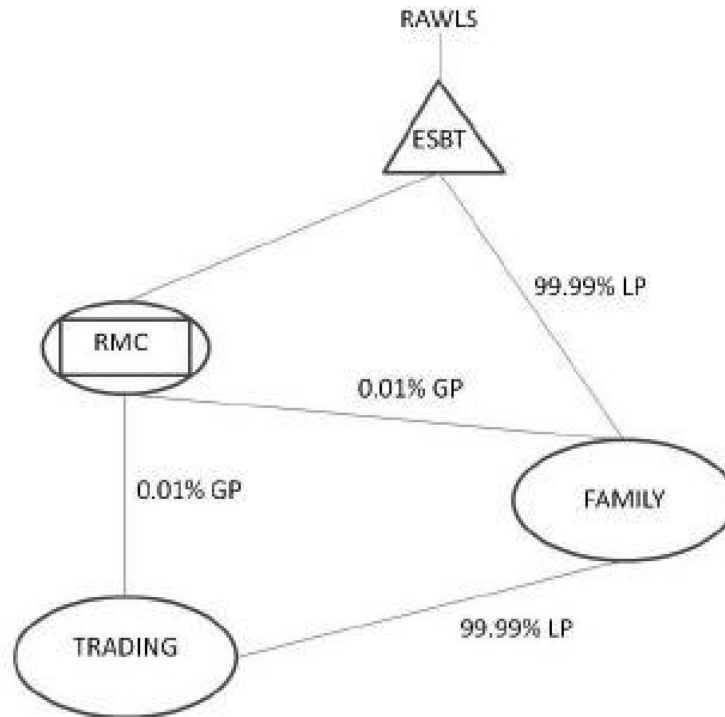 RAWLS
ESBT
99.99% LP
RMC
0.01% GP
0.01% GP
FAMILY
99.99% LP
TRADING